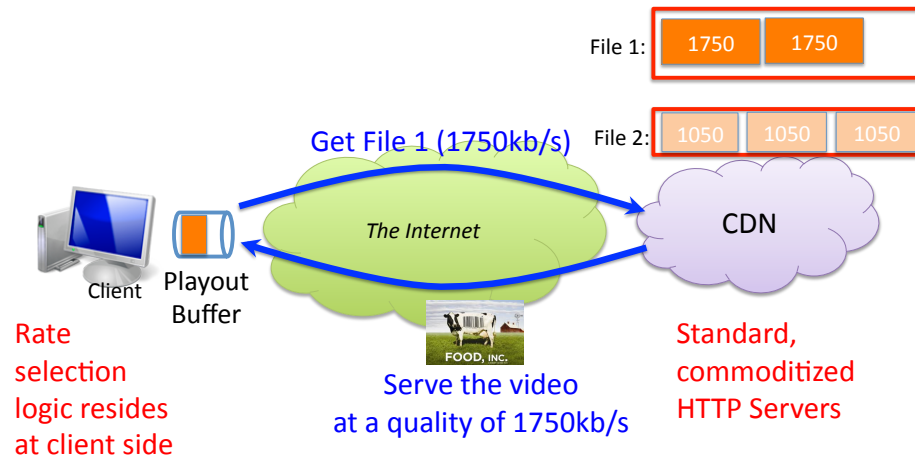 File 1:
1750 1750
Get File 1 (1750kb/s)
File 2:
1050 1050 1050
The Internet
CDN
Client
Playout
Buffer
FOOD, INC.
Rate
selection
logic resides
at client side
Serve the video
at a quality of 1750kb/s
Standard,
commoditized
HTTP Servers